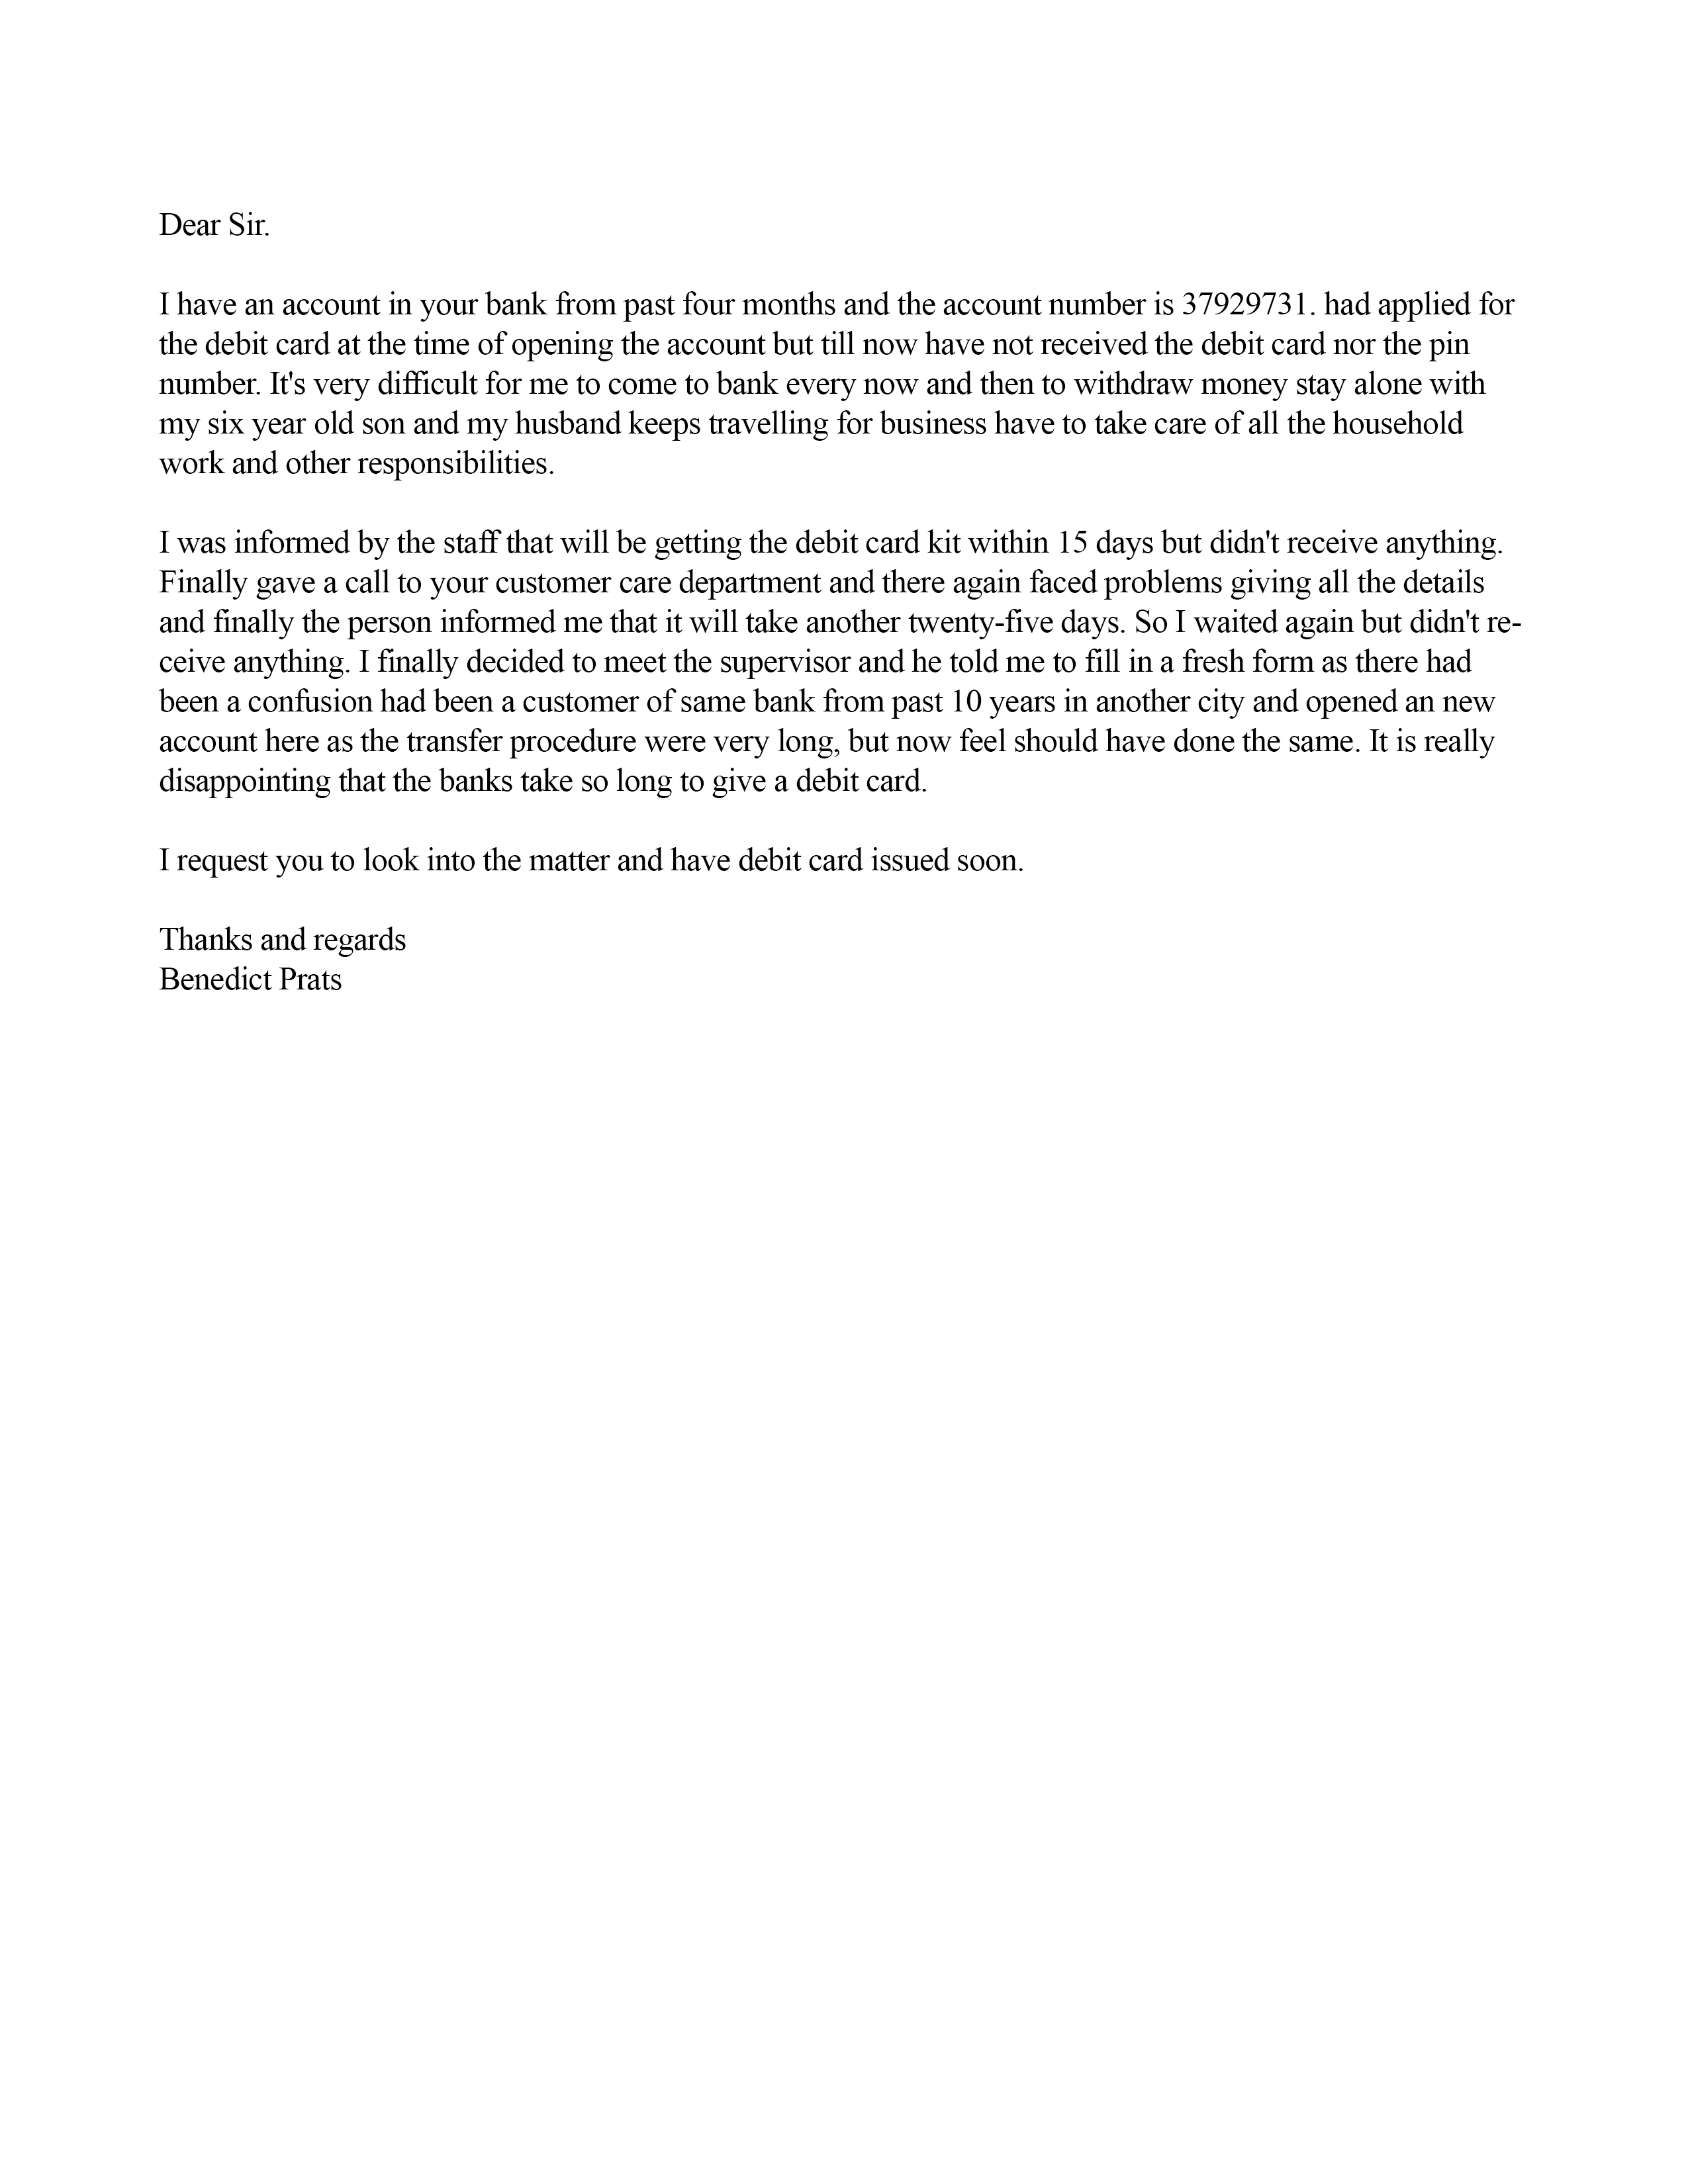 Dear Sir.
I have an account in your bank from past four months and the account number is 37929731. had applied for
the debit card at the time of opening the account but till now have not received the debit card nor the pin
number. It's very difficult for me to come to bank every now and then to withdraw money stay alone with
my six year old son and my husband keeps travelling for business have to take care of all the household
work and other responsibilities.
I was informed by the staff that will be getting the debit card kit within 15 days but didn't receive anything.
Finally gave a call to your customer care department and there again faced problems giving all the details
and finally the person informed me that it will take another twenty-five days. So I waited again but didn't re-
ceive anything. I finally decided to meet the supervisor and he told me to fill in a fresh form as there had
been a confusion had been a customer of same bank from past 10 years in another city and opened an new
account here as the transfer procedure were very long, but now feel should have done the same. It is really
disappointing that the banks take so long to give a debit card.
I request you to look into the matter and have debit card issued soon.
Thanks and regards
Benedict Prats